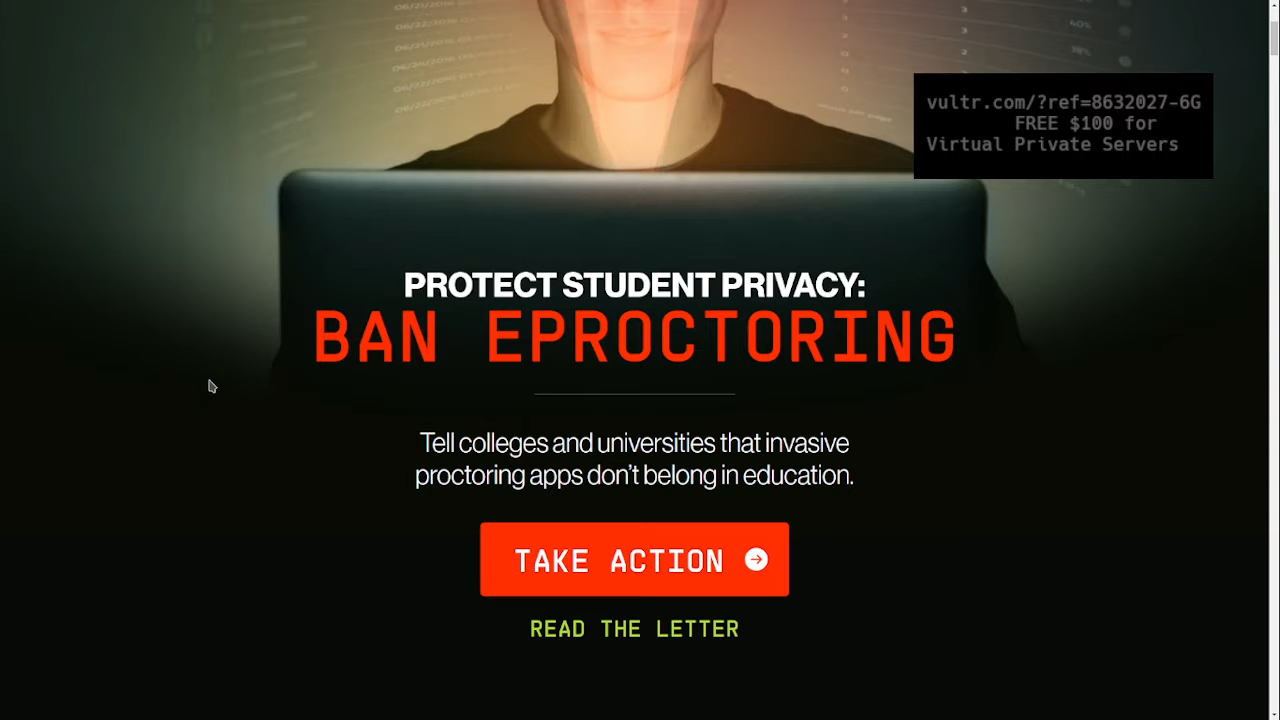 vultr.com/?ref=8632027-6G
FREE $100 for
Virtual Private Servers
PROTECT STUDENT PRIVACY:
BAN EPROCTORING
Tell colleges and universities that invasive
proctoring apps don't belong in education.
TAKE ACTION
READ THE LETTER